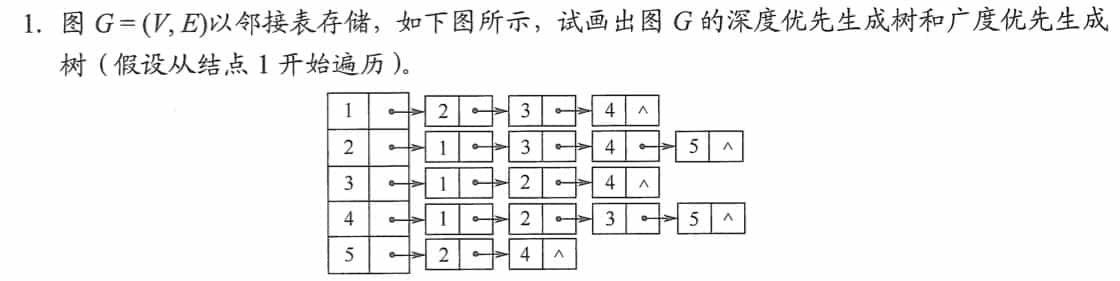 1. 图 G = (V, E)以邻接表存储，如下图所示，试画出图 G 的深度优先生成树和广度优先生成
树（假设从结点 1 开始遍历）。
1 2 3 4 ∧
2 1 3 4 5 ∧
3 1 2 4 ∧
4 1 2 3 5 ∧
5 2 4 ∧